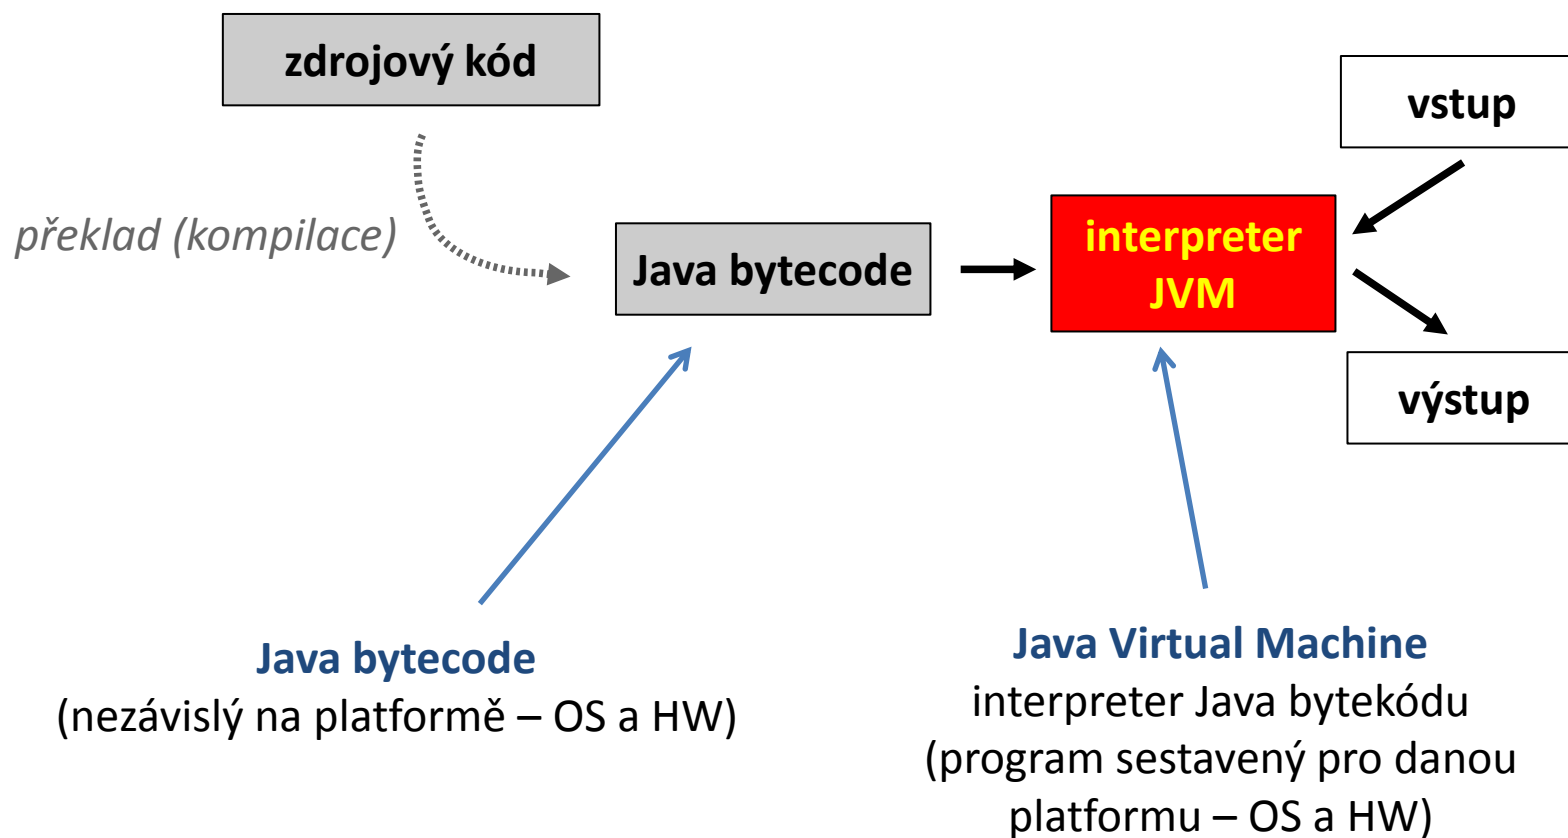 zdrojový kód
vstup
překlad (kompilace)
Java bytecode
interpreter
JVM
výstup
Java bytecode
(nezávislý na platformě – OS a HW)
Java Virtual Machine
interpreter Java bytekódu
(program sestavený pro danou
platformu – OS a HW)